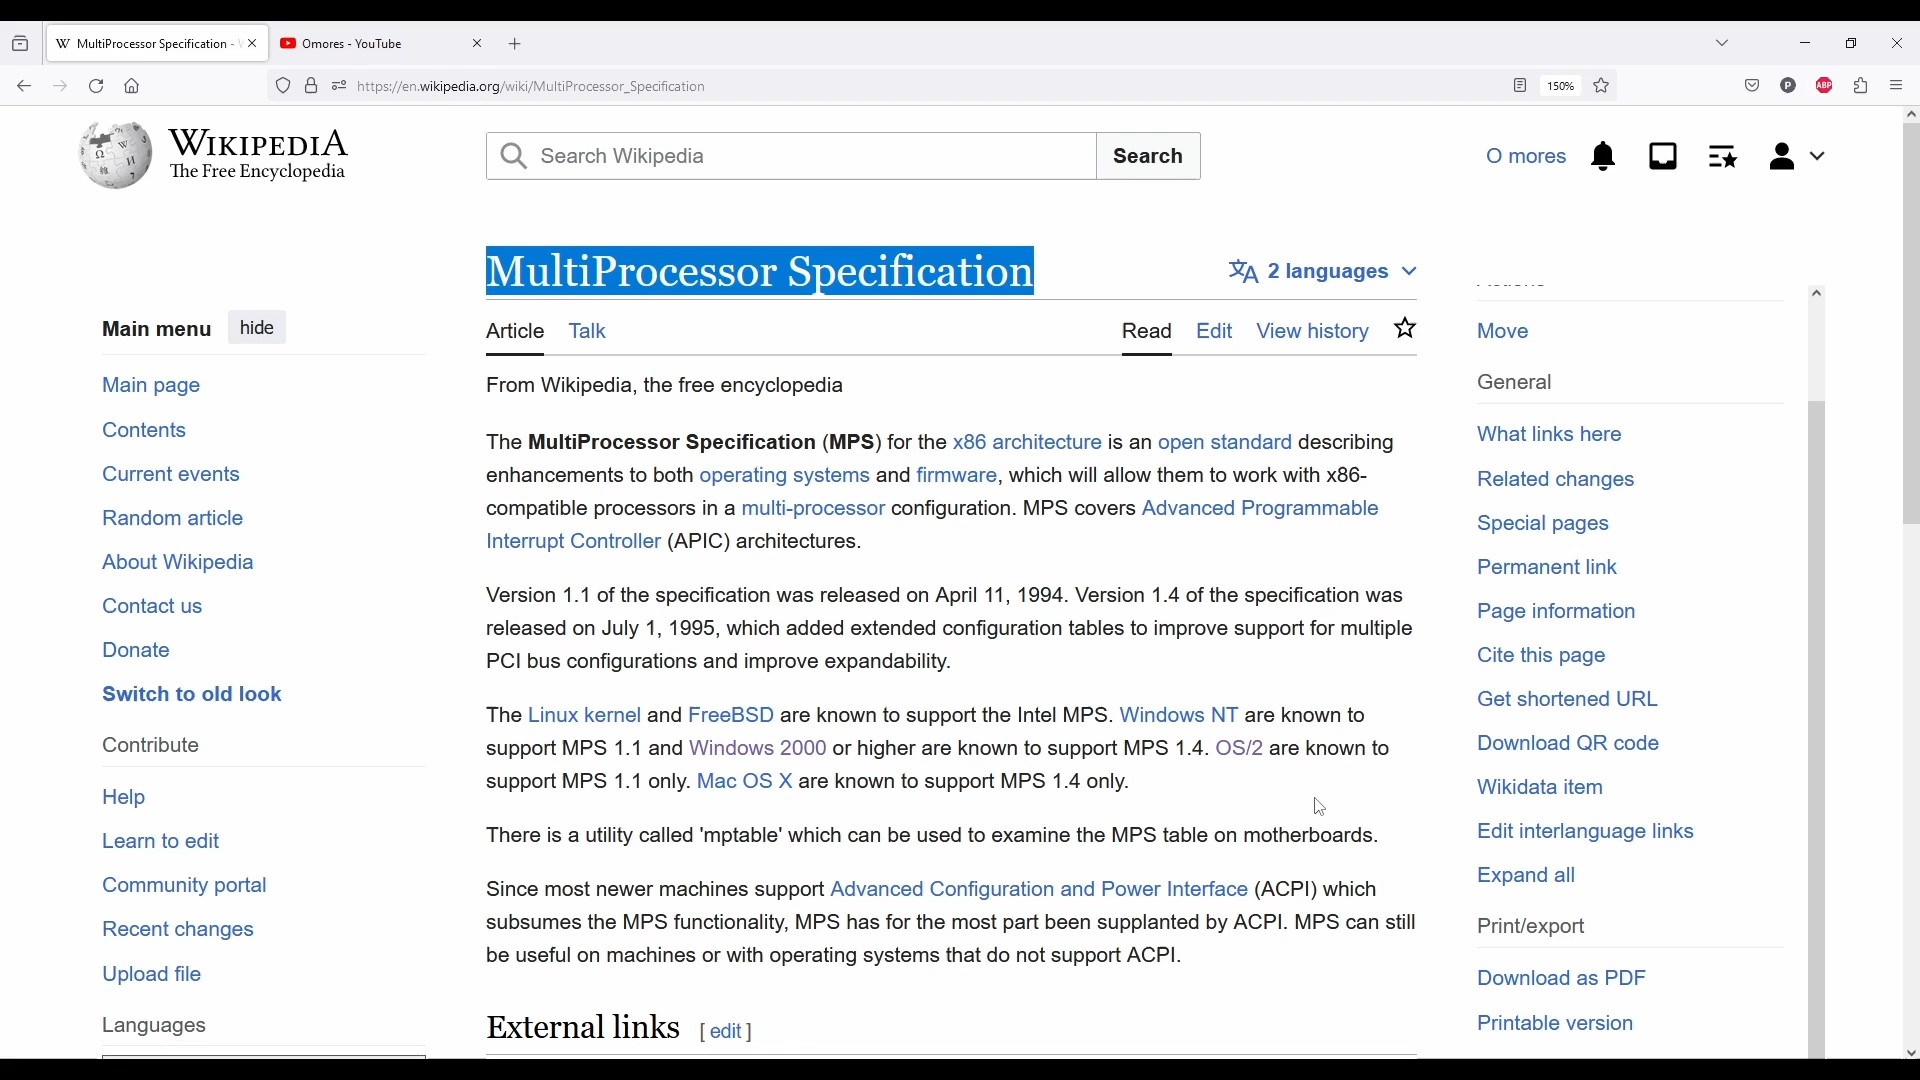 MultiProcessor Specification - W
Omores - YouTube
https://en.wikipedia.org/wiki/MultiProcessor_Specification
150%
P
ABP
WIKIPEDIA
The Free Encyclopedia
Search Wikipedia
Search
O mores
MultiProcessor Specification
2 languages
Main menu
hide
Article
Talk
Read
Edit
View history
Main page
Contents
Current events
Random article
About Wikipedia
Contact us
Donate
Switch to old look
Contribute
Help
Learn to edit
Community portal
Recent changes
Upload file
Languages
From Wikipedia, the free encyclopedia
The MultiProcessor Specification (MPS) for the x86 architecture is an open standard describing
enhancements to both operating systems and firmware, which will allow them to work with x86-
compatible processors in a multi-processor configuration. MPS covers Advanced Programmable
Interrupt Controller (APIC) architectures.
Version 1.1 of the specification was released on April 11, 1994. Version 1.4 of the specification was
released on July 1, 1995, which added extended configuration tables to improve support for multiple
PCI bus configurations and improve expandability.
The Linux kernel and FreeBSD are known to support the Intel MPS. Windows NT are known to
support MPS 1.1 and Windows 2000 or higher are known to support MPS 1.4. OS/2 are known to
support MPS 1.1 only. Mac OS X are known to support MPS 1.4 only.
There is a utility called 'mptable' which can be used to examine the MPS table on motherboards.
Since most newer machines support Advanced Configuration and Power Interface (ACPI) which
subsumes the MPS functionality, MPS has for the most part been supplanted by ACPI. MPS can still
be useful on machines or with operating systems that do not support ACPI.
External links [ edit ]
Move
General
What links here
Related changes
Special pages
Permanent link
Page information
Cite this page
Get shortened URL
Download QR code
Wikidata item
Edit interlanguage links
Expand all
Print/export
Download as PDF
Printable version